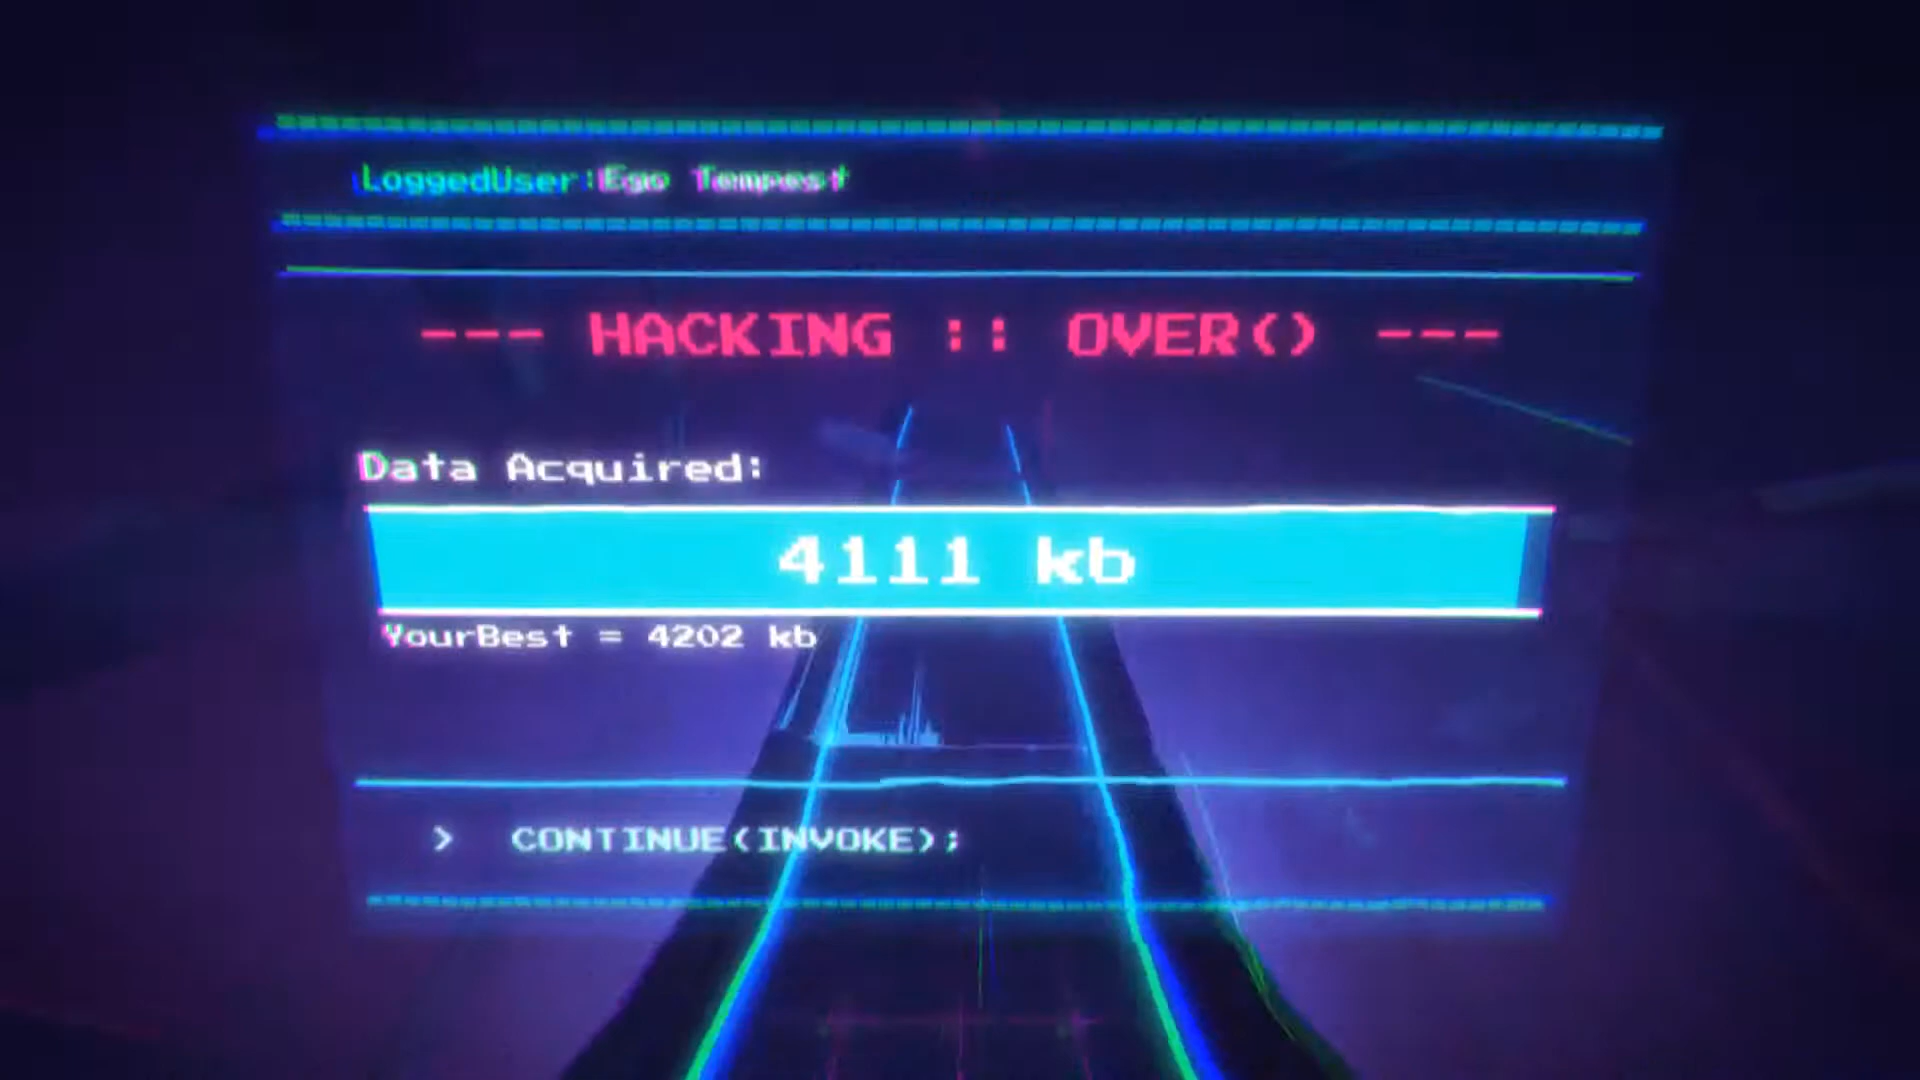 LoggedUser:Ego Tempest
--- HACKING :: OVER() ---
Data Acquired:
4111 kb
YourBest = 4202 kb
> CONTINUE(INVOKE);